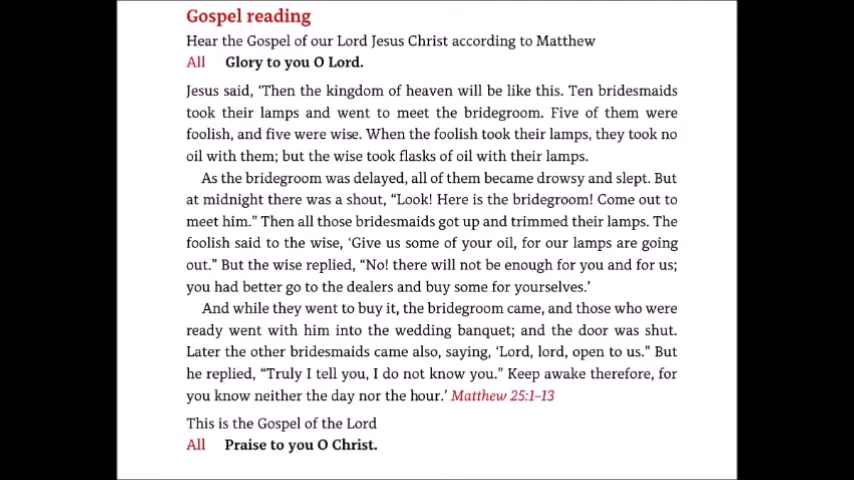 Gospel reading
Hear the Gospel of our Lord Jesus Christ according to Matthew
All Glory to you O Lord.
Jesus said, ‘Then the kingdom of heaven will be like this. Ten bridesmaids
took their lamps and went to meet the bridegroom. Five of them were
foolish, and five were wise. When the foolish took their lamps, they took no
oil with them; but the wise took flasks of oil with their lamps.
As the bridegroom was delayed, all of them became drowsy and slept. But
at midnight there was a shout, “Look! Here is the bridegroom! Come out to
meet him.” Then all those bridesmaids got up and trimmed their lamps. The
foolish said to the wise, ‘Give us some of your oil, for our lamps are going
out.” But the wise replied, “No! there will not be enough for you and for us;
you had better go to the dealers and buy some for yourselves.’
And while they went to buy it, the bridegroom came, and those who were
ready went with him into the wedding banquet; and the door was shut.
Later the other bridesmaids came also, saying, ‘Lord, lord, open to us.” But
he replied, “Truly I tell you, I do not know you.” Keep awake therefore, for
you know neither the day nor the hour.’ Matthew 25:1–13
This is the Gospel of the Lord
All Praise to you O Christ.